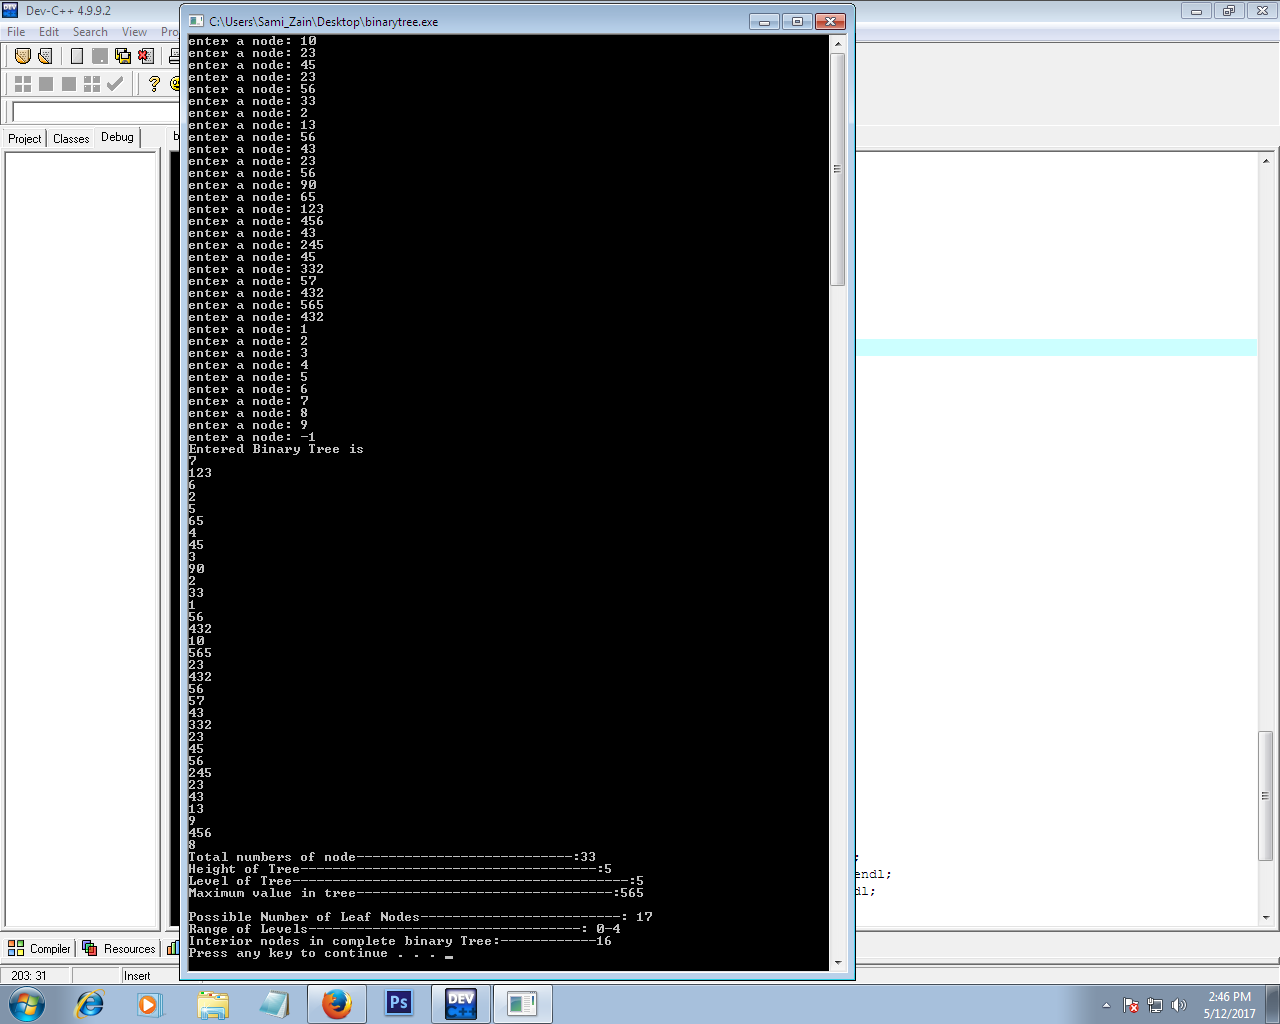 Dev-C++ 4.9.9.2
File Edit Search View Pro
Project Classes Debug
C:\Users\Sami_Zain\Desktop\binarytree.exe
enter a node: 10
enter a node: 23
enter a node: 45
enter a node: 23
enter a node: 56
enter a node: 33
enter a node: 2
enter a node: 13
enter a node: 56
enter a node: 43
enter a node: 23
enter a node: 56
enter a node: 90
enter a node: 65
enter a node: 123
enter a node: 456
enter a node: 43
enter a node: 245
enter a node: 45
enter a node: 332
enter a node: 57
enter a node: 432
enter a node: 565
enter a node: 432
enter a node: 1
enter a node: 2
enter a node: 3
enter a node: 4
enter a node: 5
enter a node: 6
enter a node: 7
enter a node: 8
enter a node: 9
enter a node: -1
Entered Binary Tree is
7
123
6
2
5
65
4
45
3
90
2
33
1
56
432
10
565
23
432
56
57
43
332
23
45
56
245
23
43
13
9
456
8
Total numbers of node---------------------------:33
Height of Tree-------------------------------------:5
Level of Tree------------------------------------------:5
Maximum value in tree--------------------------------:565
Possible Number of Leaf Nodes-------------------------: 17
Range of Levels----------------------------------: 0-4
Interior nodes in complete binary Tree:------------16
Press any key to continue . . .
;
endl;
dl;
Compiler Resources
203: 31 Insert
Ps
DEV
2:46 PM
5/12/2017